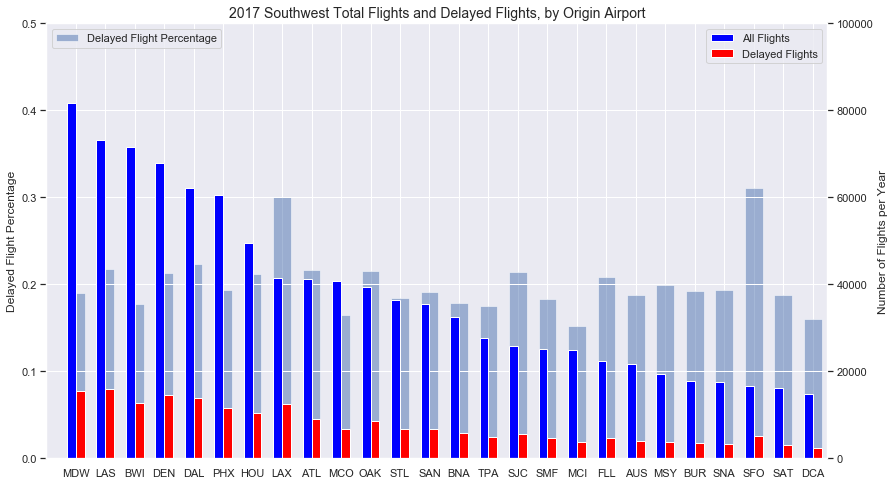 2017 Southwest Total Flights and Delayed Flights, by Origin Airport
Delayed Flight Percentage
All Flights
Delayed Flights
0.5
0.4
0.3
0.2
0.1
0.0
Delayed Flight Percentage
100000
80000
60000
40000
20000
0
Number of Flights per Year
MDW LAS BWI DEN DAL PHX HOU LAX ATL MCO OAK STL SAN BNA TPA SJC SMF MCI FLL AUS MSY BUR SNA SFO SAT DCA